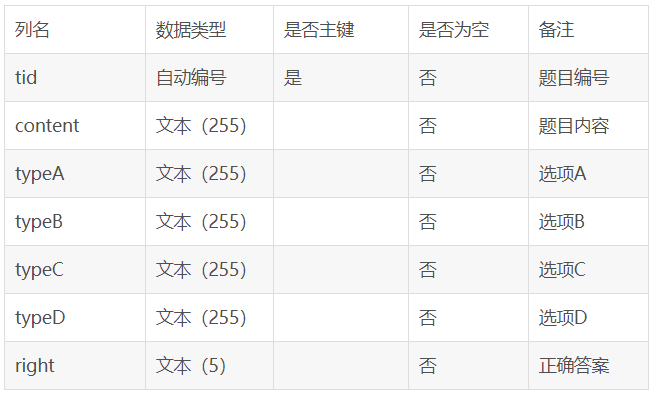 列名 数据类型 是否主键 是否为空 备注
tid 自动编号 是 否 题目编号
content 文本（255） 否 题目内容
typeA 文本（255） 否 选项A
typeB 文本（255） 否 选项B
typeC 文本（255） 否 选项C
typeD 文本（255） 否 选项D
right 文本（5） 否 正确答案